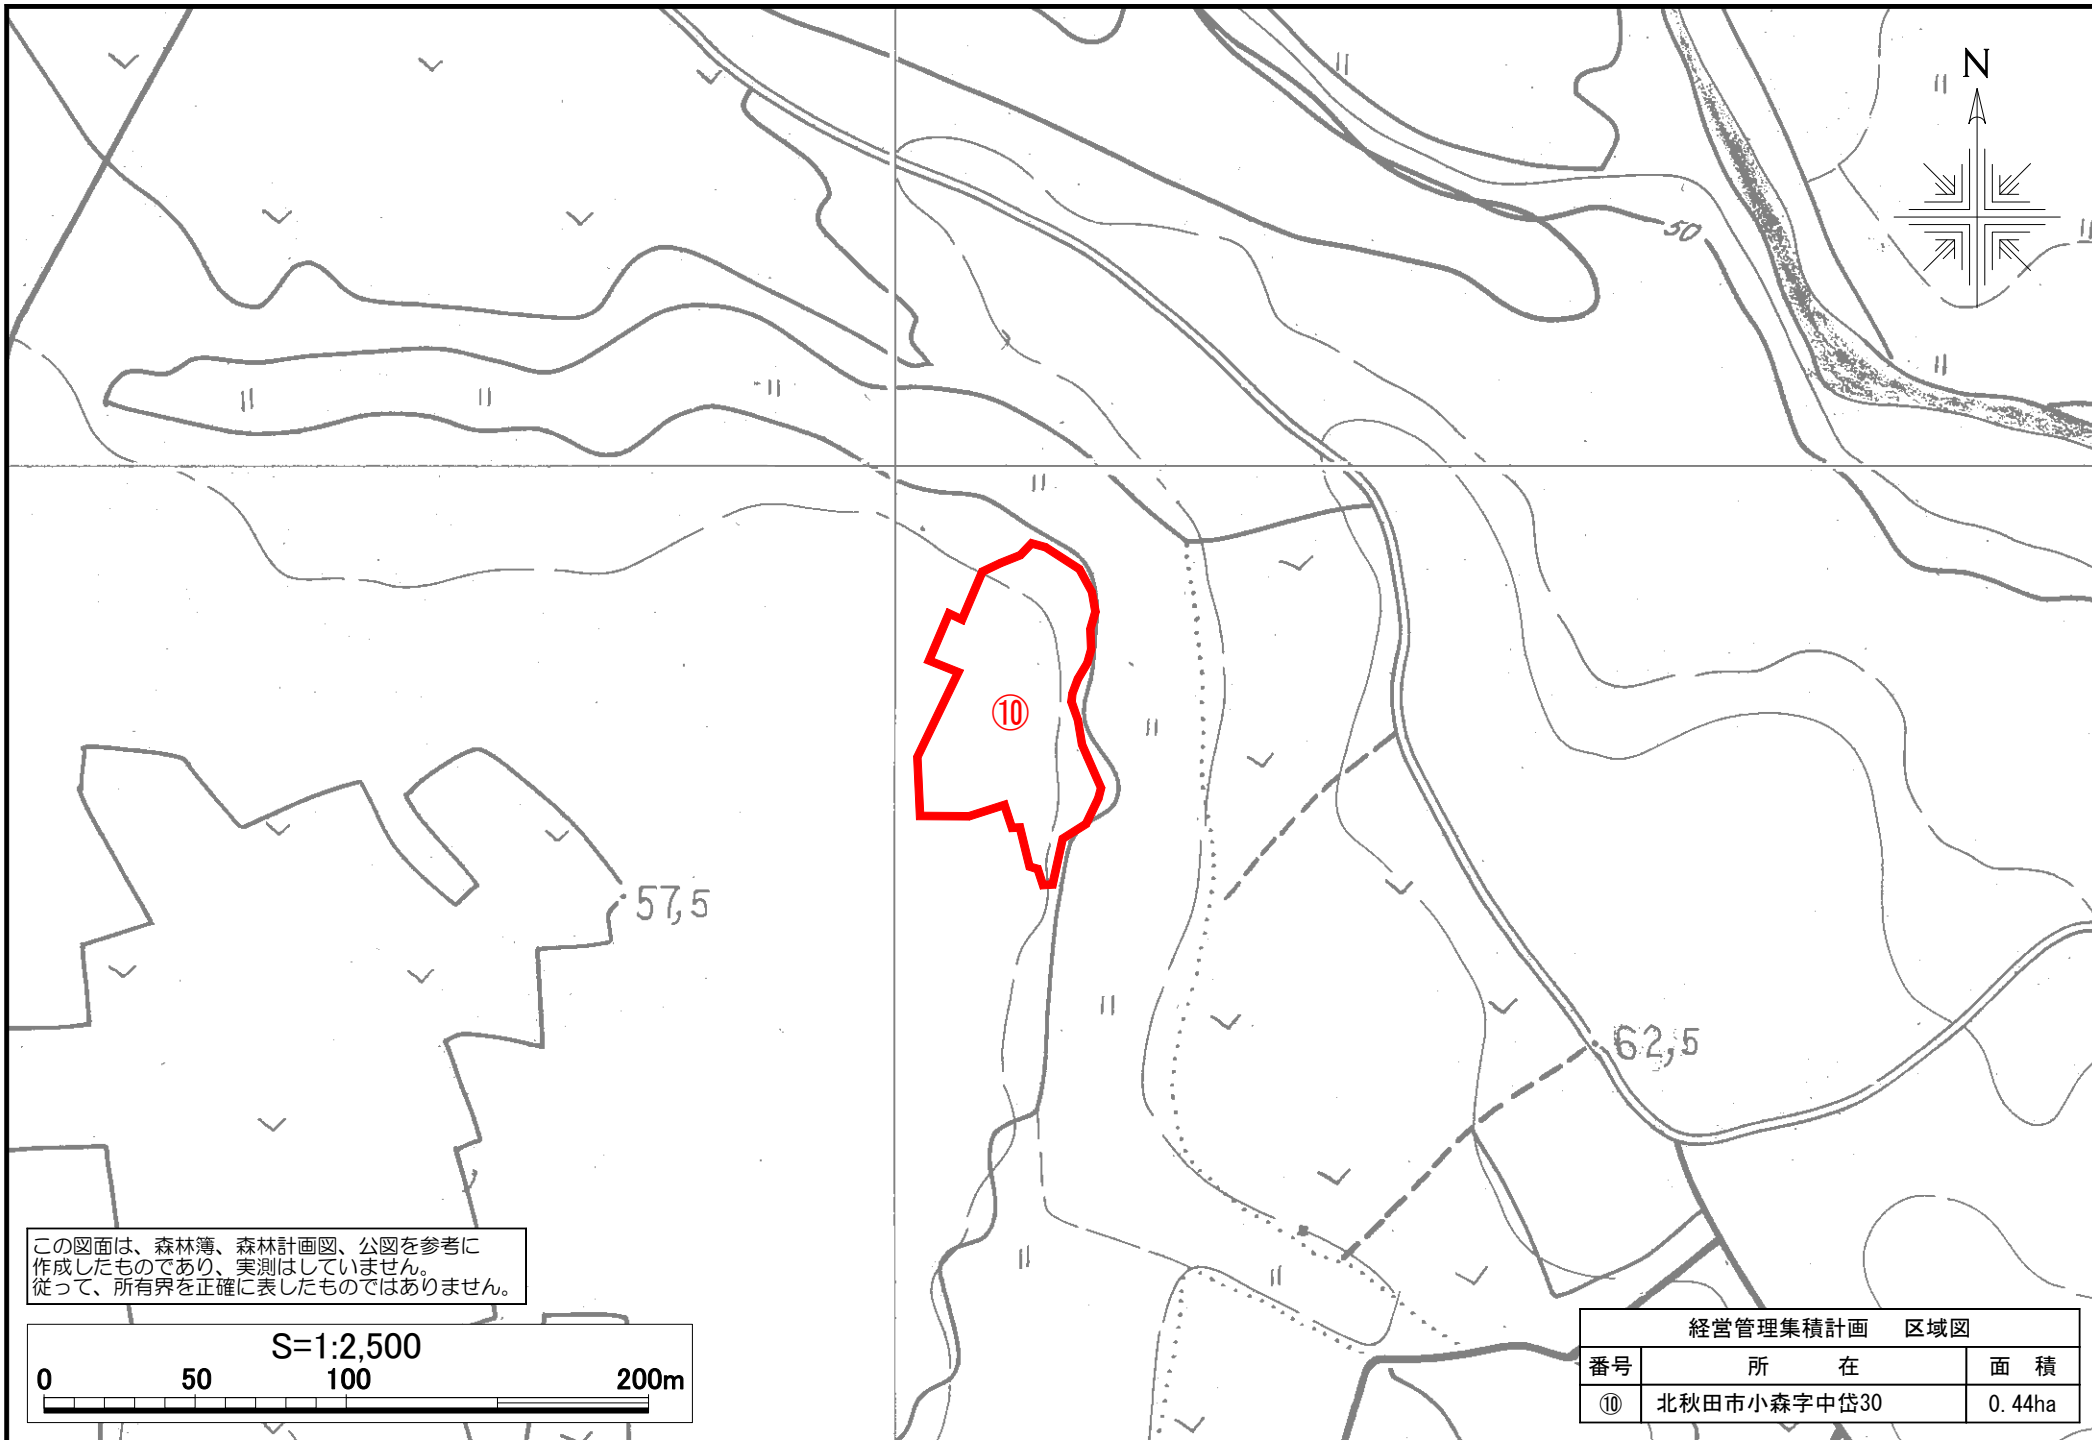 N
50
⑩
57,5
62,5
この図面は、森林簿、森林計画図、公図を参考に
作成したものであり、実測はしていません。
従って、所有界を正確に表したものではありません。
S=1:2,500
0 50 100 200m
経営管理集積計画 区域図
番号 所 在 面 積
⑩ 北秋田市小森字中岱30 0.44ha